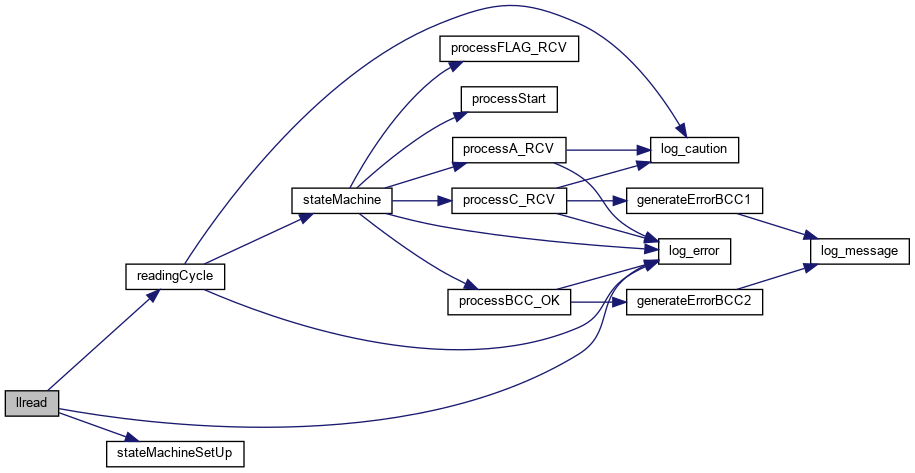 processFLAG_RCV
processStart
processA_RCV
log_caution
stateMachine
processC_RCV
generateErrorBCC1
log_error
log_message
readingCycle
processBCC_OK
generateErrorBCC2
llread
stateMachineSetUp